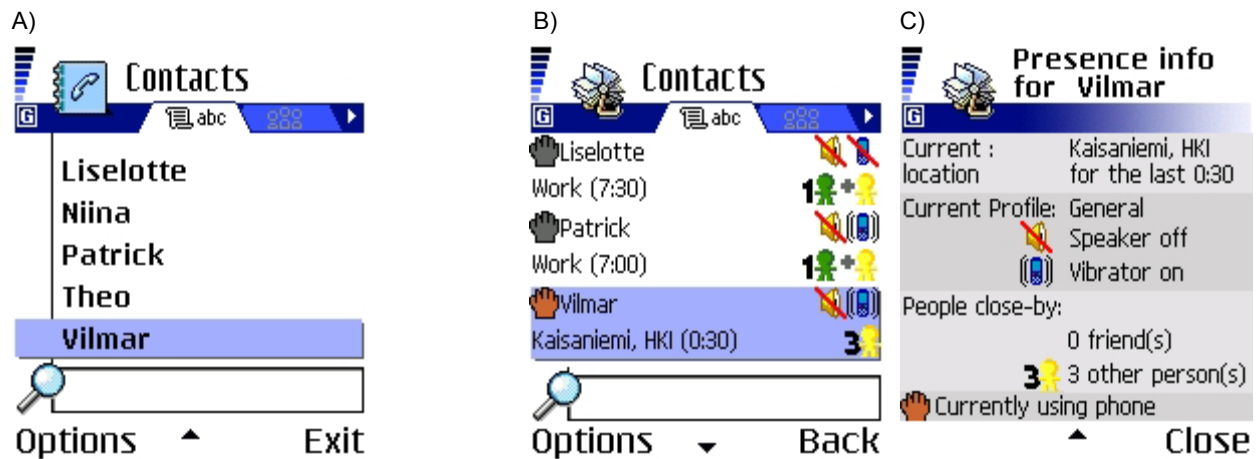 A)
Contacts
G abc
Liselotte
Niina
Patrick
Theo
Vilmar
Options Exit
B)
Contacts
G abc
Liselotte
Work (7:30) 1 +
Patrick
Work (7:00) 1 +
Vilmar
Kaisaniemi, HKI (0:30) 3
Options Back
C)
Presence info
for Vilmar
G
Current : Kaisaniemi, HKI
location for the last 0:30
Current Profile: General
Speaker off
Vibrator on
People close-by:
0 friend(s)
3 3 other person(s)
Currently using phone
Close